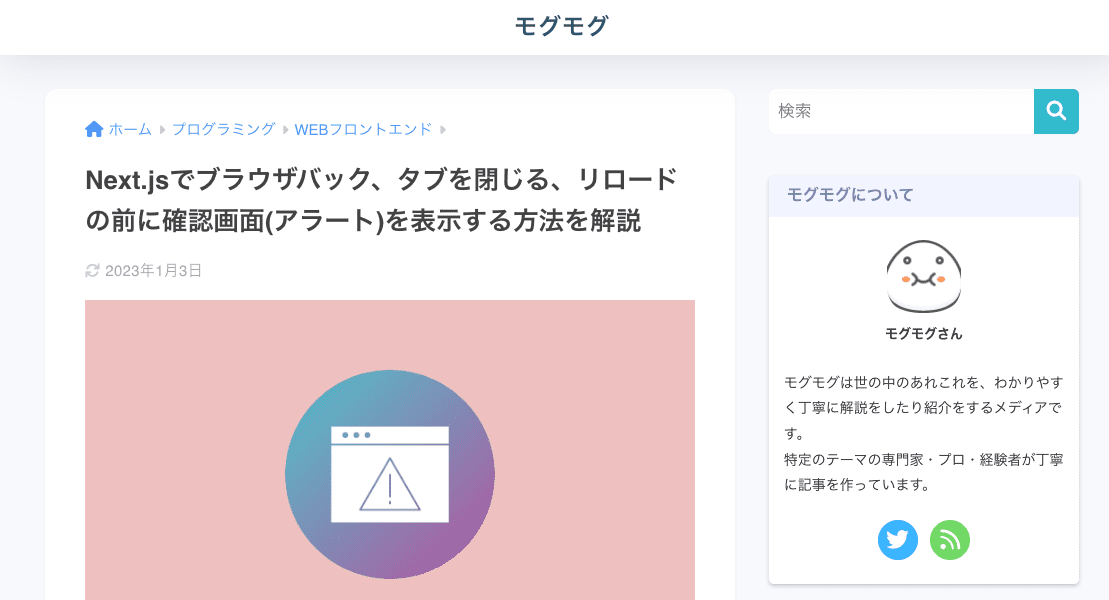 モグモグ
ホーム プログラミング WEBフロントエンド
Next.jsでブラウザバック、タブを閉じる、リロード
の前に確認画面(アラート)を表示する方法を解説
2023年1月3日
検索
モグモグについて
モグモグさん
モグモグは世の中のあれこれを、わかりやす
く丁寧に解説をしたり紹介をするメディアで
す。
特定のテーマの専門家・プロ・経験者が丁寧
に記事を作っています。